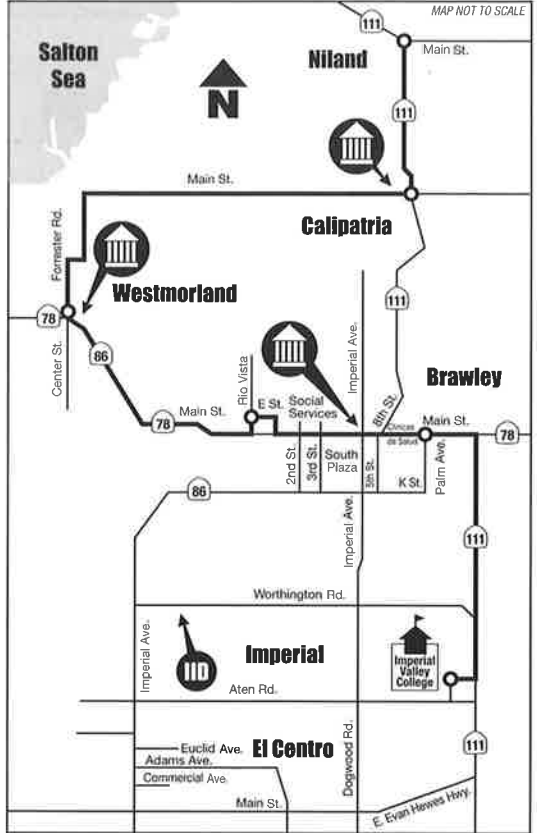 MAP NOT TO SCALE
111
Salton
Sea
Niland
Main St.
N
111
Main St.
Calipatria
Forrester Rd.
Westmorland
111
Imperial Ave.
78
Center St.
86
Rio Vista
Brawley
Main St.
78
E St.
Social
Services
8th St.
Clinicas
de Salud
Main St.
78
2nd St.
3rd St.
South
Plaza
5th St.
K St.
Palm Ave.
86
Imperial Ave.
111
Worthington Rd.
Imperial Ave.
IID
Imperial
Imperial
Valley
College
Aten Rd.
Dogwood Rd.
111
Euclid Ave.
El Centro
Adams Ave.
Commercial Ave.
Main St.
E. Evan Hewes Hwy.